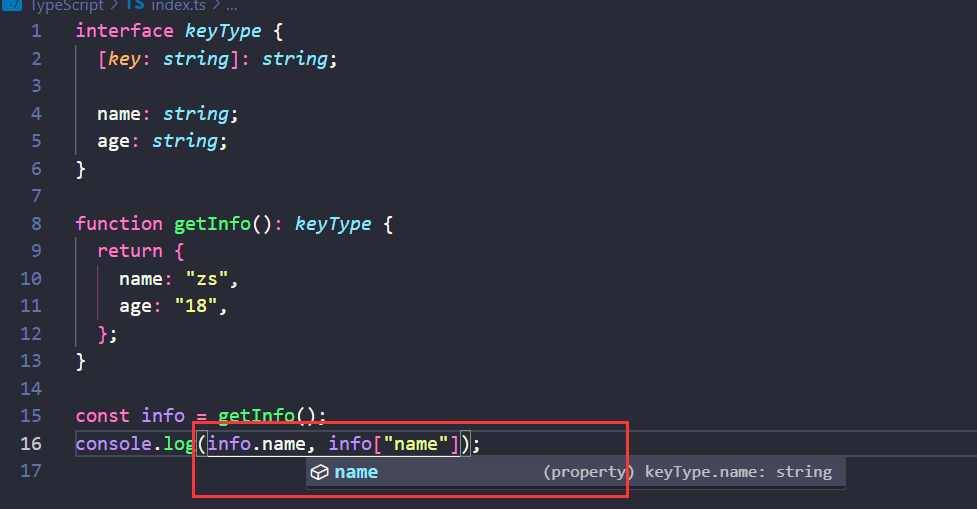 TypeScript > TS index.ts > ...
1 interface keyType {
2 [key: string]: string;
3
4 name: string;
5 age: string;
6 }
7
8 function getInfo(): keyType {
9 return {
10 name: "zs",
11 age: "18",
12 };
13 }
14
15 const info = getInfo();
16 console.log(info.name, info["name"]);
name (property) keyType.name: string
17